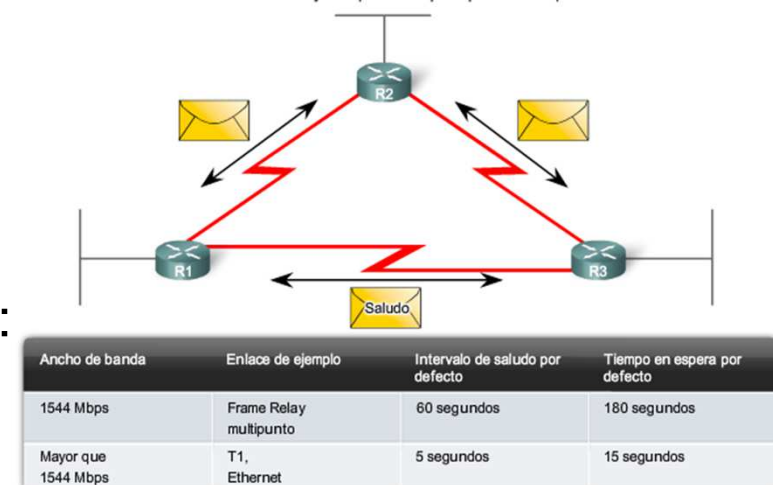 R2
R1
R3
Saludo
:
Ancho de banda
Enlace de ejemplo
Intervalo de saludo por
defecto
Tiempo en espera por
defecto
1544 Mbps
Frame Relay
multipunto
60 segundos
180 segundos
Mayor que
1544 Mbps
T1,
Ethernet
5 segundos
15 segundos